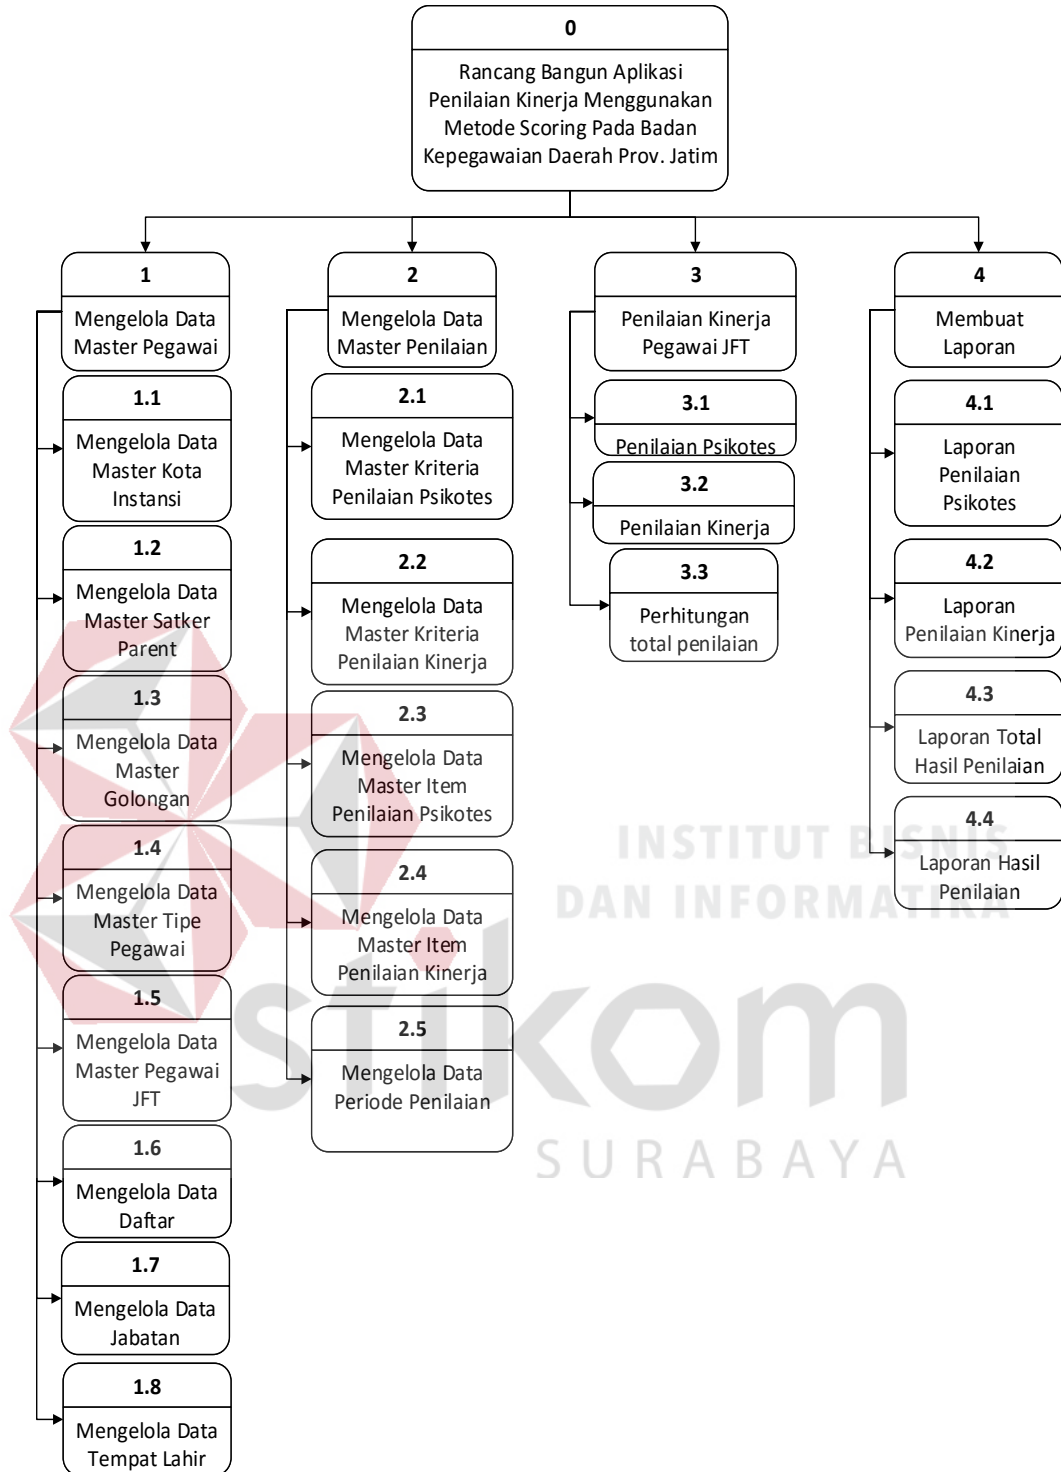 0
Rancang Bangun Aplikasi
Penilaian Kinerja Menggunakan
Metode Scoring Pada Badan
Kepegawaian Daerah Prov. Jatim
1
Mengelola Data
Master Pegawai
1.1
Mengelola Data
Master Kota
Instansi
1.2
Mengelola Data
Master Satker
Parent
1.3
Mengelola Data
Master
Golongan
1.4
Mengelola Data
Master Tipe
Pegawai
1.5
Mengelola Data
Master Pegawai
JFT
1.6
Mengelola Data
Daftar
1.7
Mengelola Data
Jabatan
1.8
Mengelola Data
Tempat Lahir
2
Mengelola Data
Master Penilaian
2.1
Mengelola Data
Master Kriteria
Penilaian Psikotes
2.2
Mengelola Data
Master Kriteria
Penilaian Kinerja
2.3
Mengelola Data
Master Item
Penilaian Psikotes
2.4
Mengelola Data
Master Item
Penilaian Kinerja
2.5
Mengelola Data
Periode Penilaian
3
Penilaian Kinerja
Pegawai JFT
3.1
Penilaian Psikotes
3.2
Penilaian Kinerja
3.3
Perhitungan
total penilaian
4
Membuat
Laporan
4.1
Laporan
Penilaian
Psikotes
4.2
Laporan
Penilaian Kinerja
4.3
Laporan Total
Hasil Penilaian
4.4
Laporan Hasil
Penilaian
INSTITUT BISNIS
DAN INFORMATIKA
stikom
SURABAYA